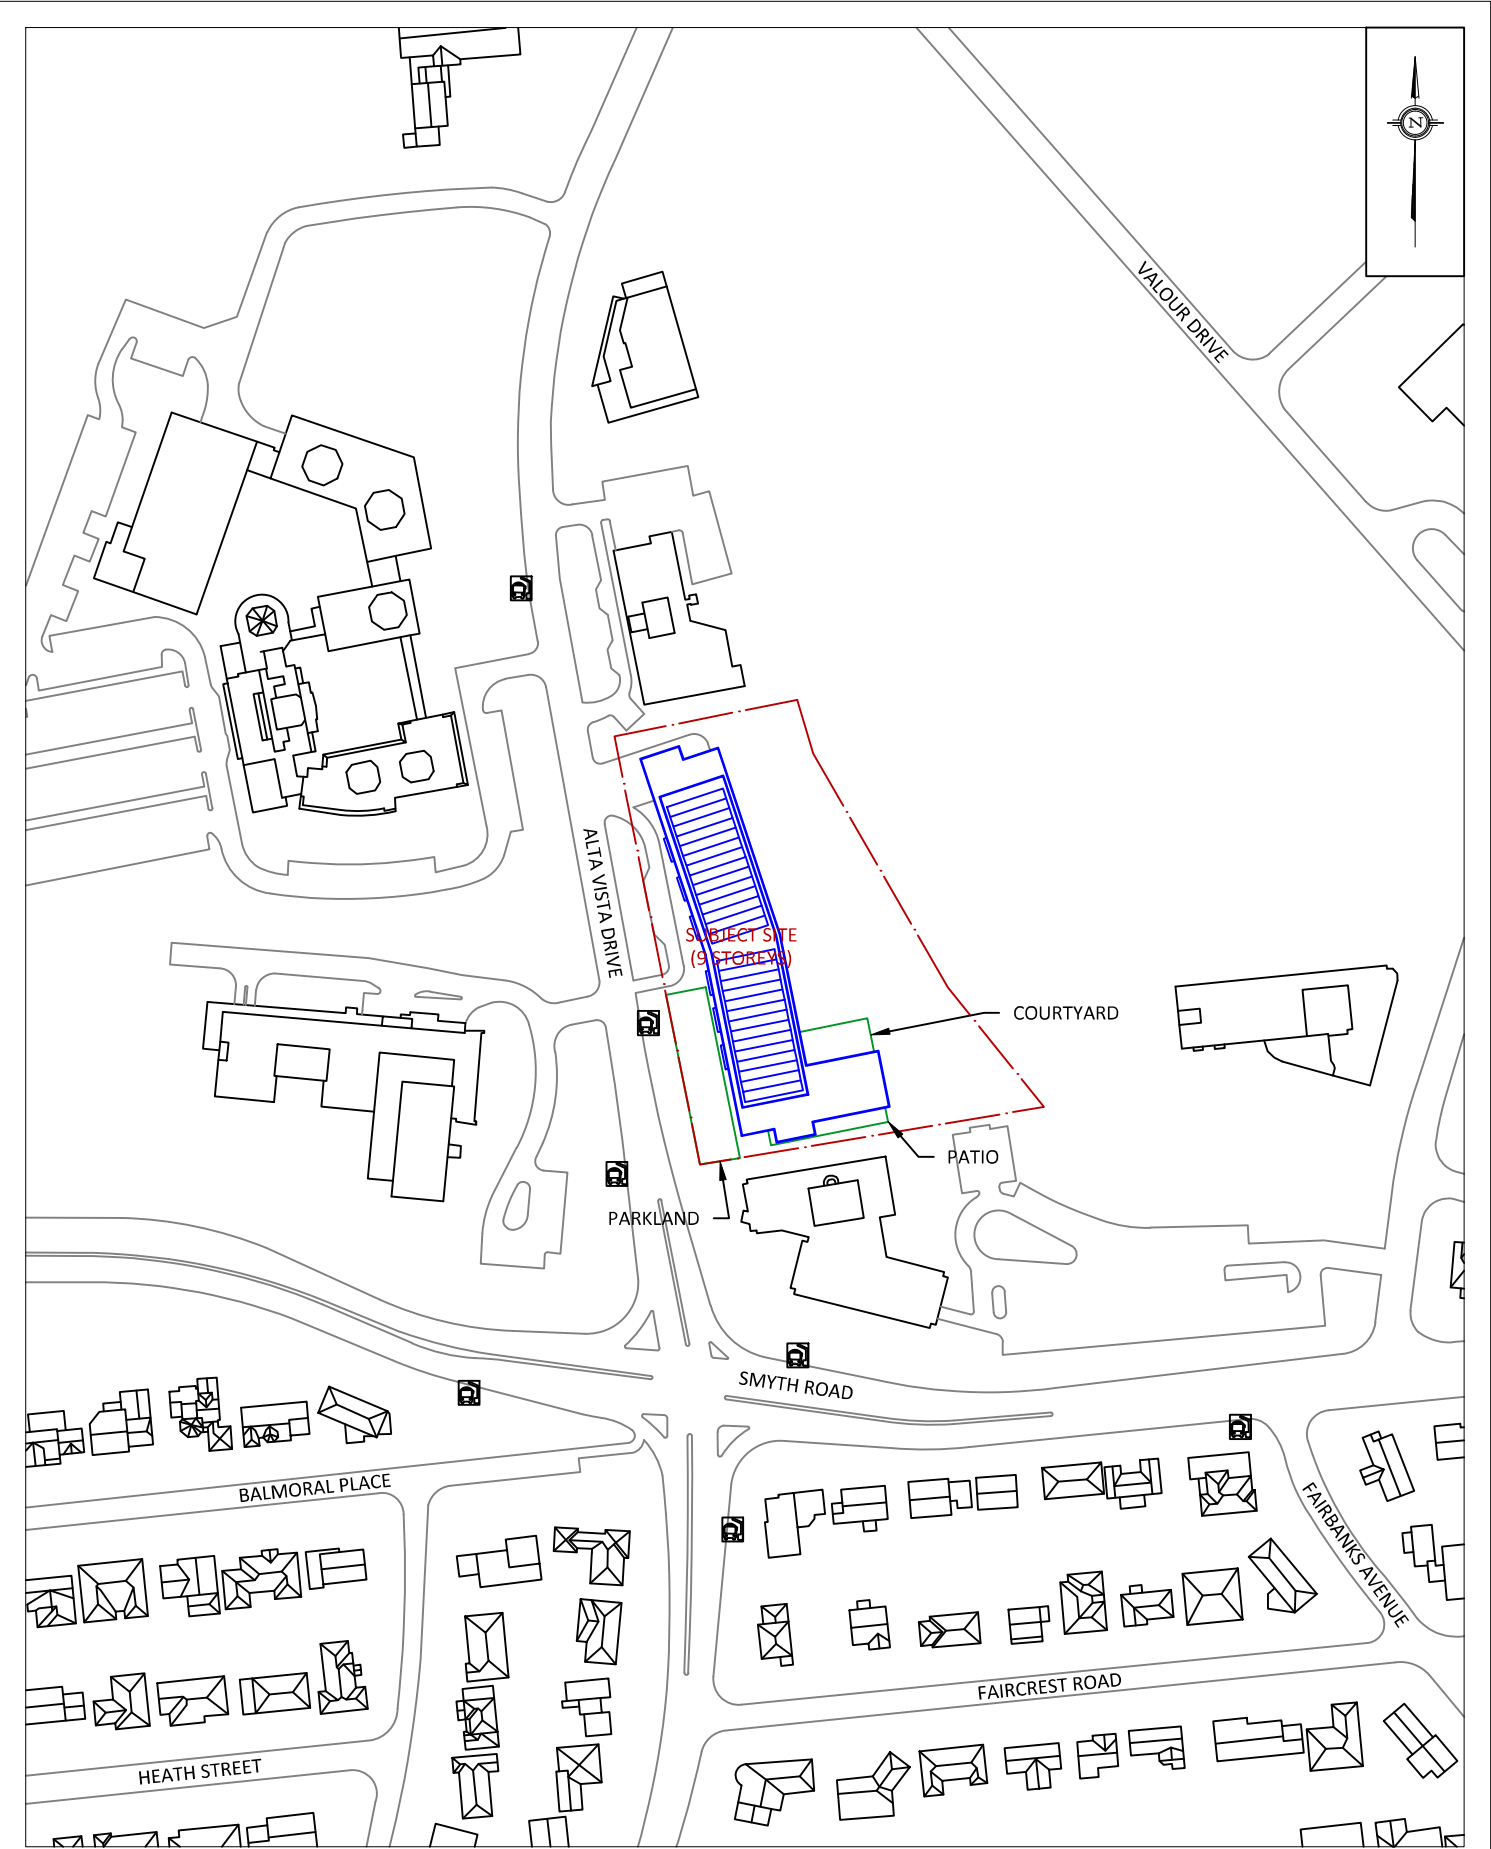 N
VALOUR DRIVE
ALTA VISTA DRIVE
SUBJECT SITE
(9 STOREYS)
COURTYARD
PATIO
PARKLAND
SMYTH ROAD
BALMORAL PLACE
FAIRBANKS AVENUE
FAIRCREST ROAD
HEATH STREET